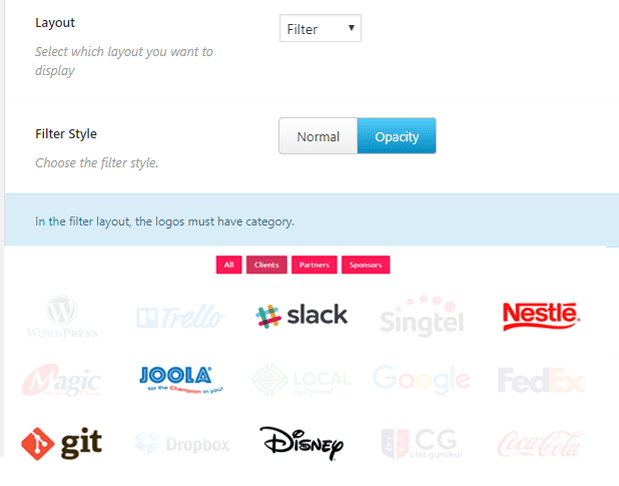 Layout
Filter
Select which layout you want to
display
Filter Style
Normal
Opacity
Choose the filter style.
In the filter layout, the logos must have category.
All Clients Partners Sponsors
WORDPRESS Trello slack Singtel Nestlé
Magic JOOLA LOCAL Google FedEx
for the Champion in you!
git Dropbox Disney CG Coca-Cola
clat gurukul